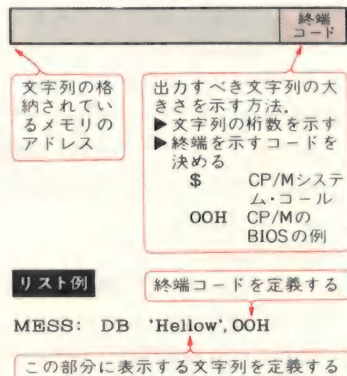 終端
コード
文字列の格
納されてい
るメモリの
アドレス
出力すべき文字列の大
きさを示す方法.
▶文字列の桁数を示す
▶終端を示すコードを
決める
$ CP/Mシステ
ム・コール
OOH CP/Mの
BIOSの例
リスト例
終端コードを定義する
MESS: DB 'Hellow',OOH
この部分に表示する文字列を定義する